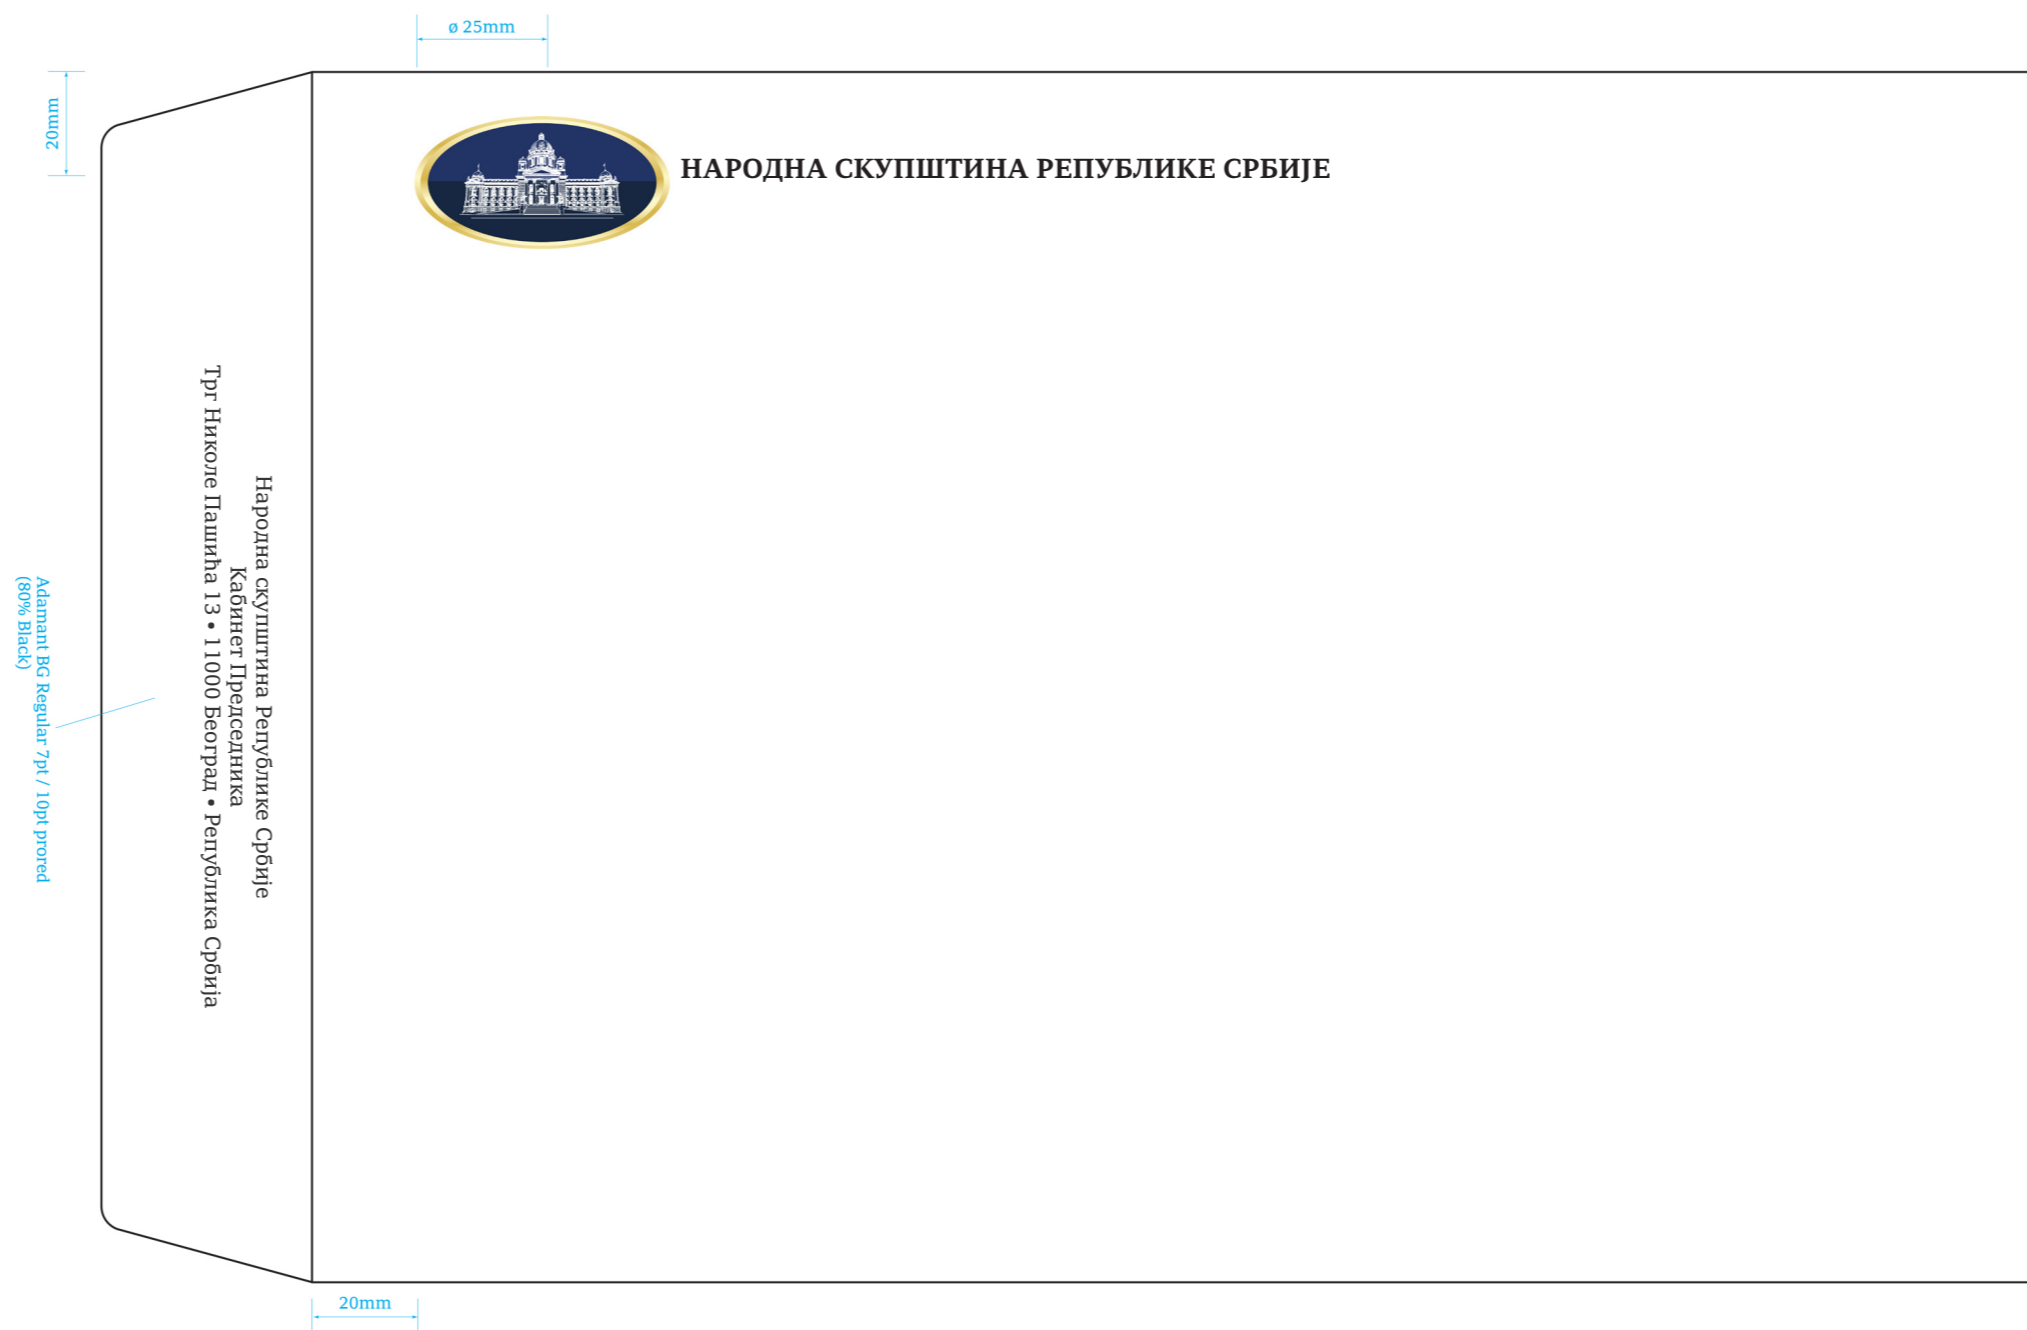 ø 25mm
20mm
НАРОДНА СКУПШТИНА РЕПУБЛИКЕ СРБИЈЕ
Народна скупштина Републике Србије
Кабинет Председника
Трг Николе Пашића 13 • 11000 Београд • Република Србија
Adamant BG Regular 7pt / 10pt prored
(80% Black)
20mm